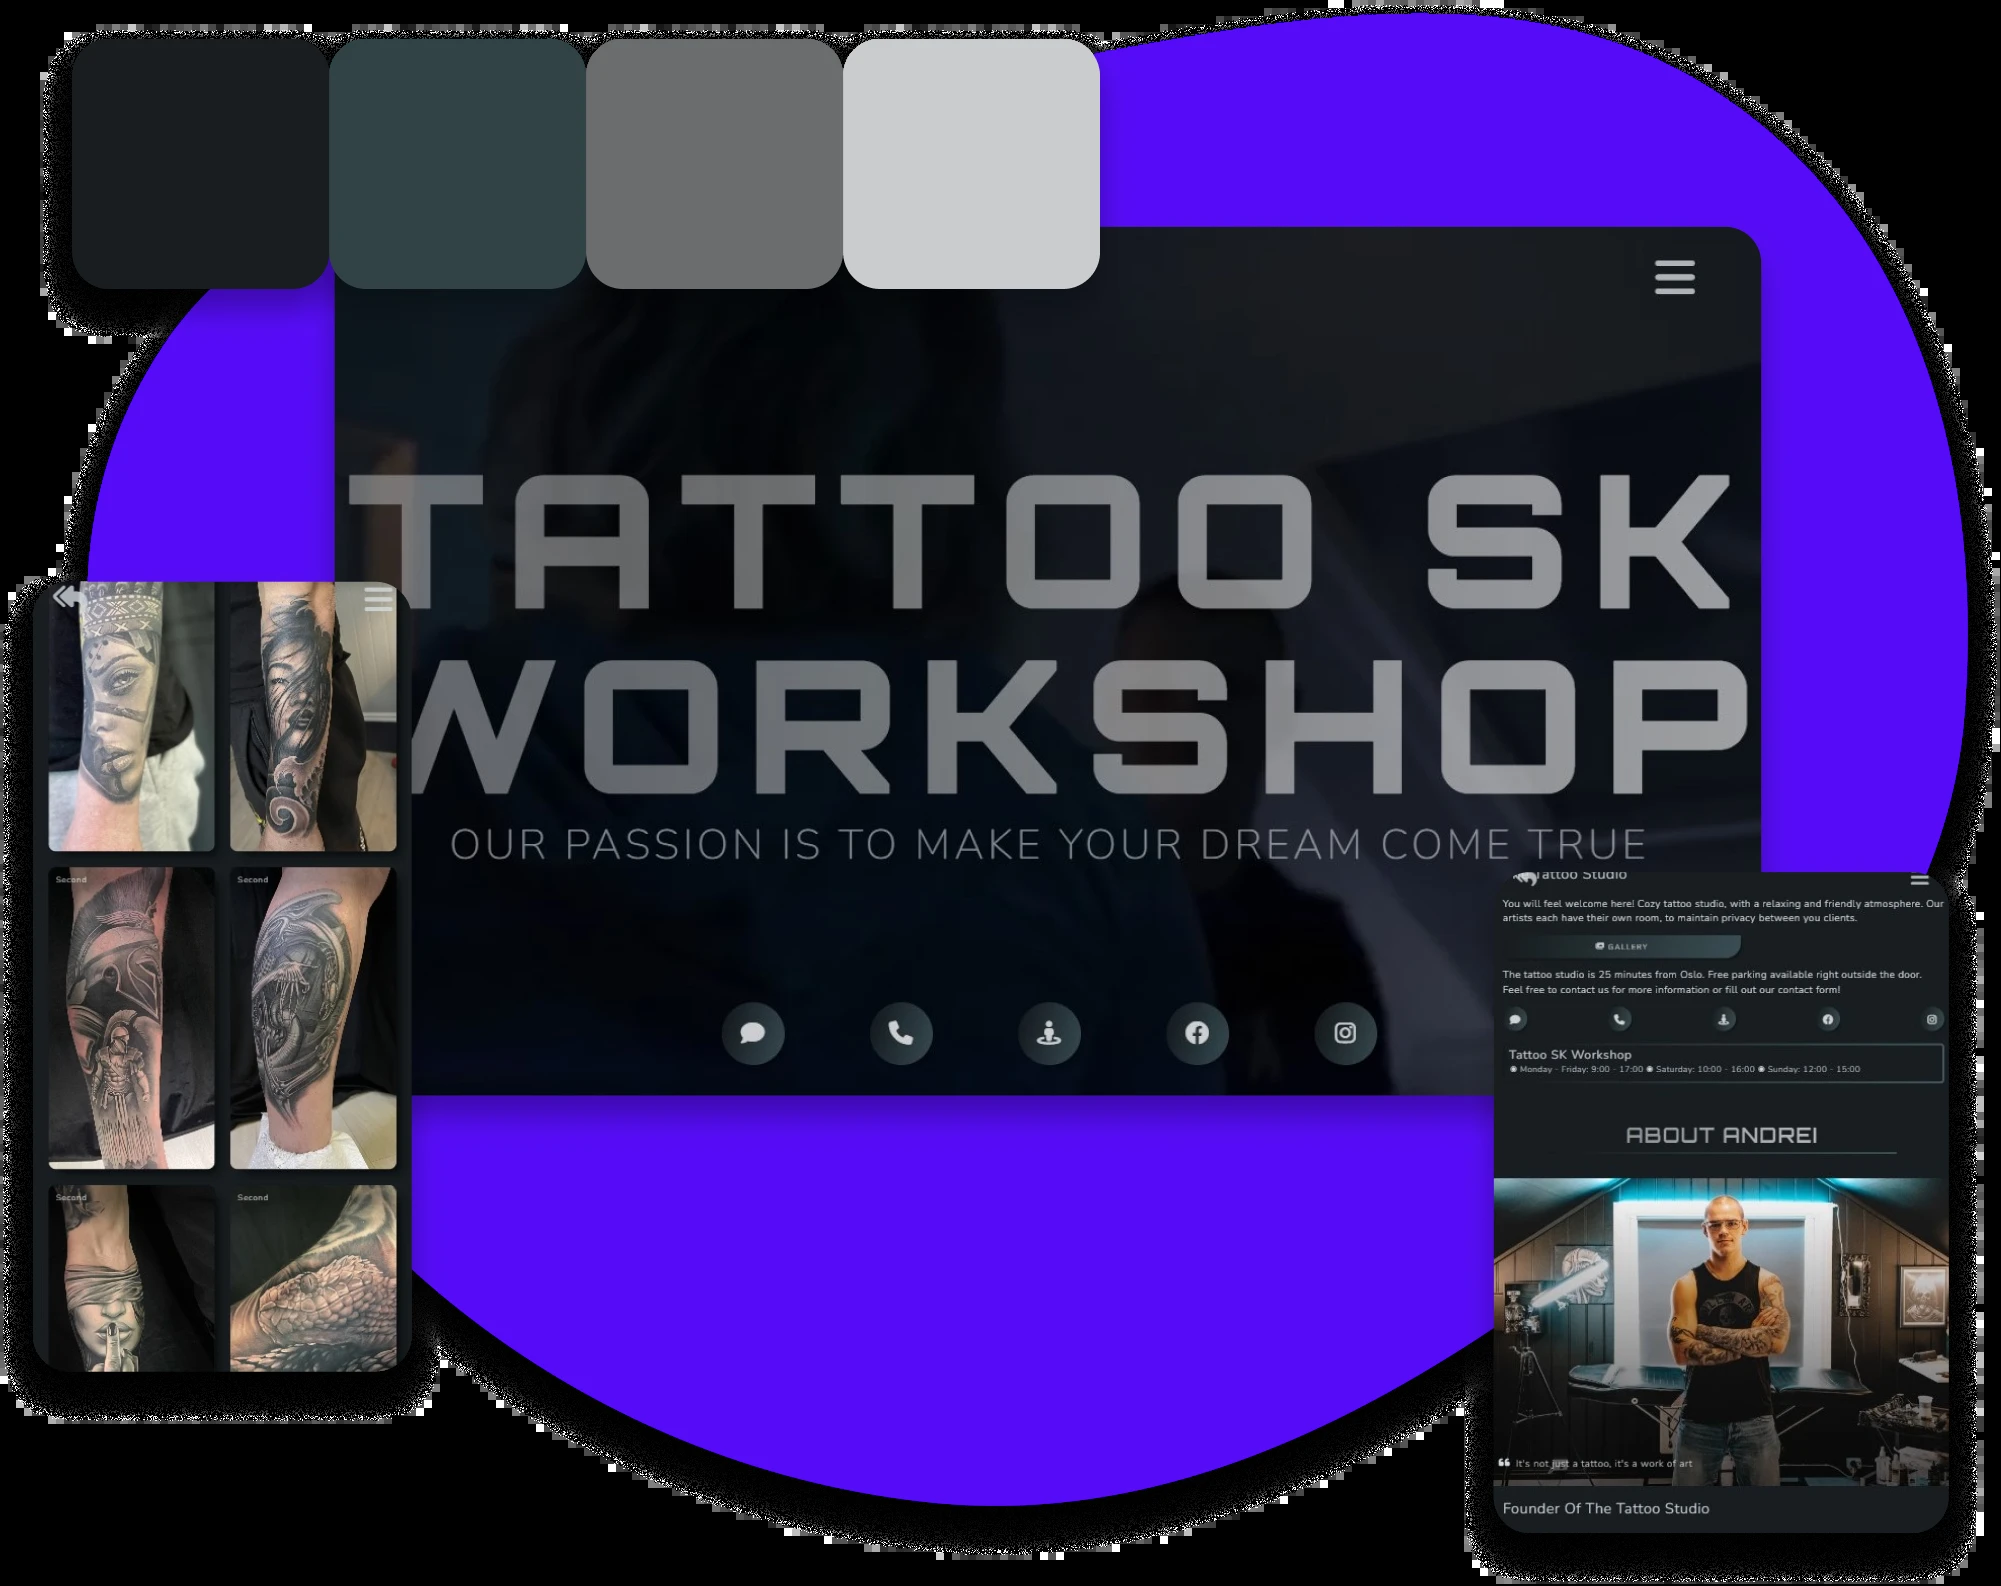 TATTOO SK
WORKSHOP
OUR PASSION IS TO MAKE YOUR DREAM COME TRUE
Second
Second
Second
Second
Tattoo Studio
You will feel welcome here! Cozy tattoo studio, with a relaxing and friendly atmosphere. Our
artists each have their own room, to maintain privacy between you clients.
GALLERY
The tattoo studio is 25 minutes from Oslo. Free parking available right outside the door.
Feel free to contact us for more information or fill out our contact form!
Tattoo SK Workshop
Monday - Friday: 9:00 - 17:00 Saturday: 10:00 - 16:00 Sunday: 12:00 - 15:00
ABOUT ANDREI
It's not just a tattoo, it's a work of art
Founder Of The Tattoo Studio